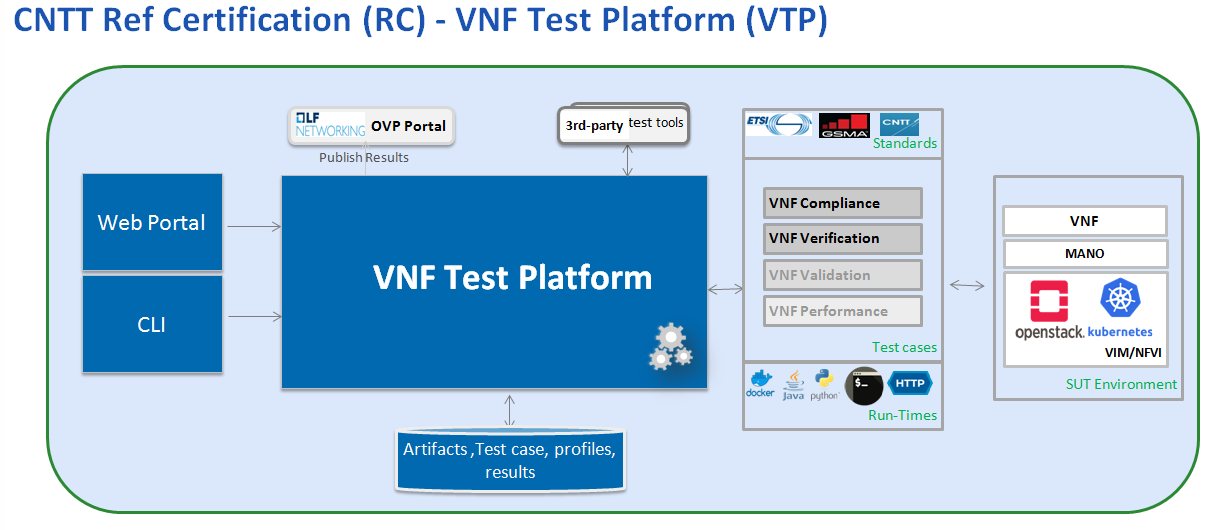 CNTT Ref Certification (RC) - VNF Test Platform (VTP)
LF
NETWORKING
OVP Portal
Publish Results
3rd-party test tools
ETSI
GSMA
CNTT
Standards
Web Portal
CLI
VNF Test Platform
VNF Compliance
VNF Verification
VNF Validation
VNF Performance
Test cases
VNF
MANO
openstack.
kubernetes
VIM/NFVI
SUT Environment
docker
Java
python
$_
HTTP
Run-Times
Artifacts ,Test case, profiles,
results